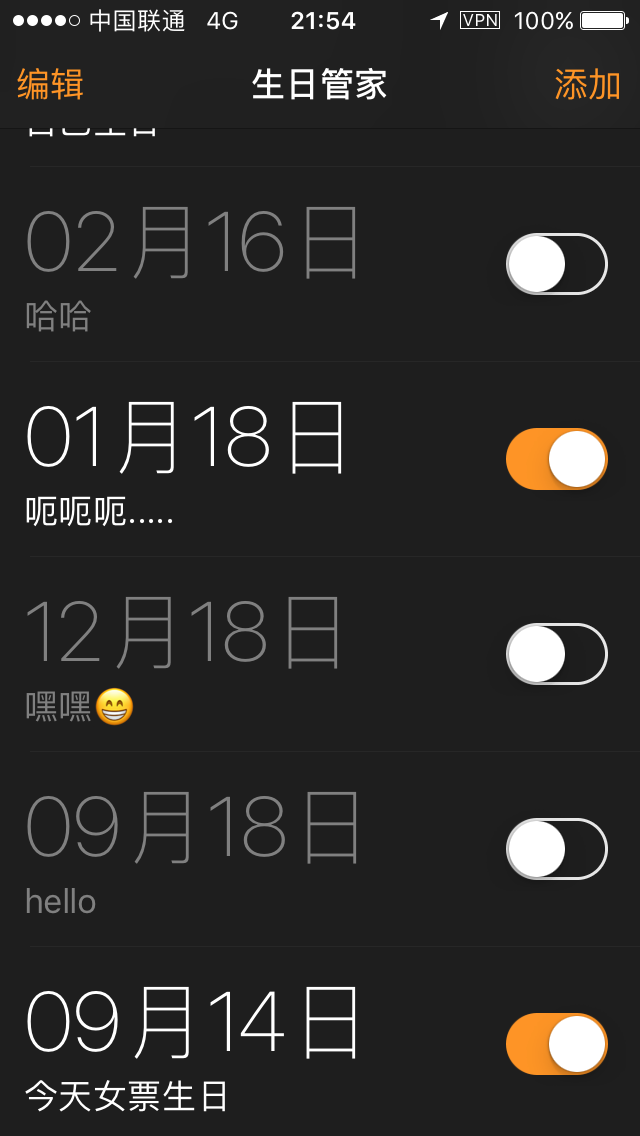 中国联通 4G 21:54 VPN 100%
编辑 生日管家 添加
02月16日
哈哈
01月18日
呃呃呃.....
12月18日
嘿嘿😁
09月18日
hello
09月14日
今天女票生日